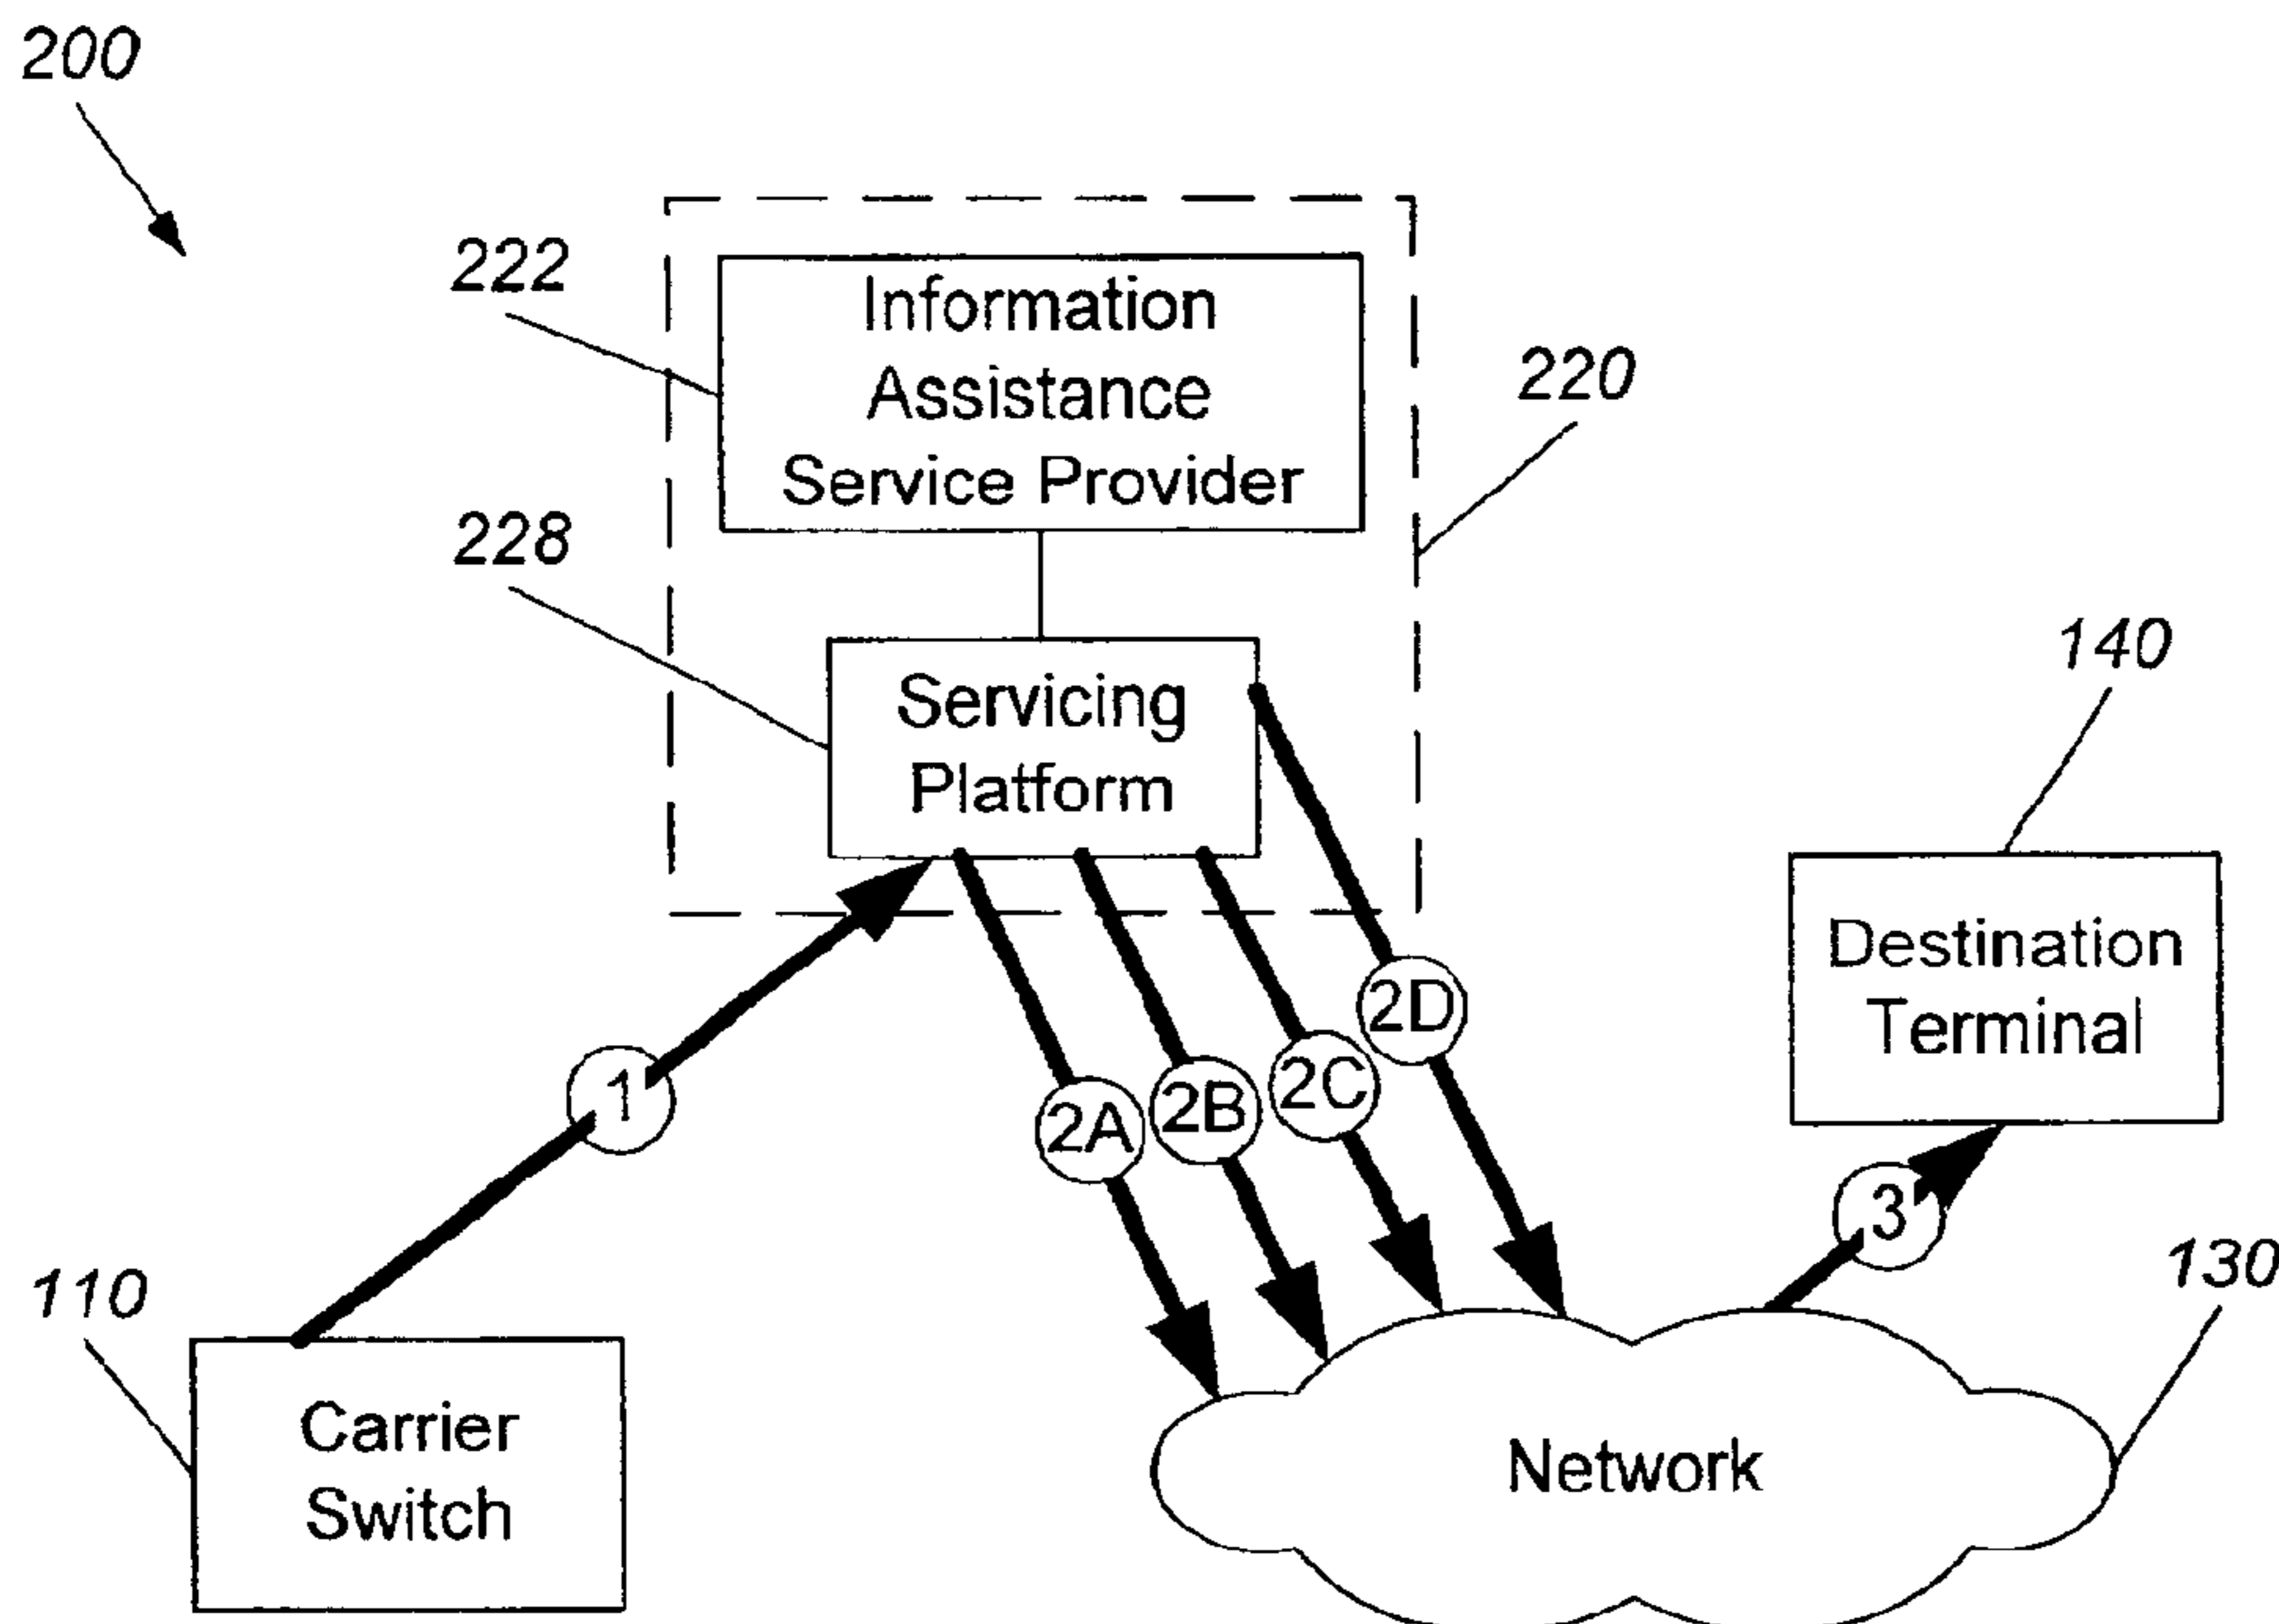 200
222
Information
Assistance
Service Provider
220
228
Servicing
Platform
140
Destination
Terminal
2D
2C
2B
2A
1
3
110
130
Carrier
Switch
Network